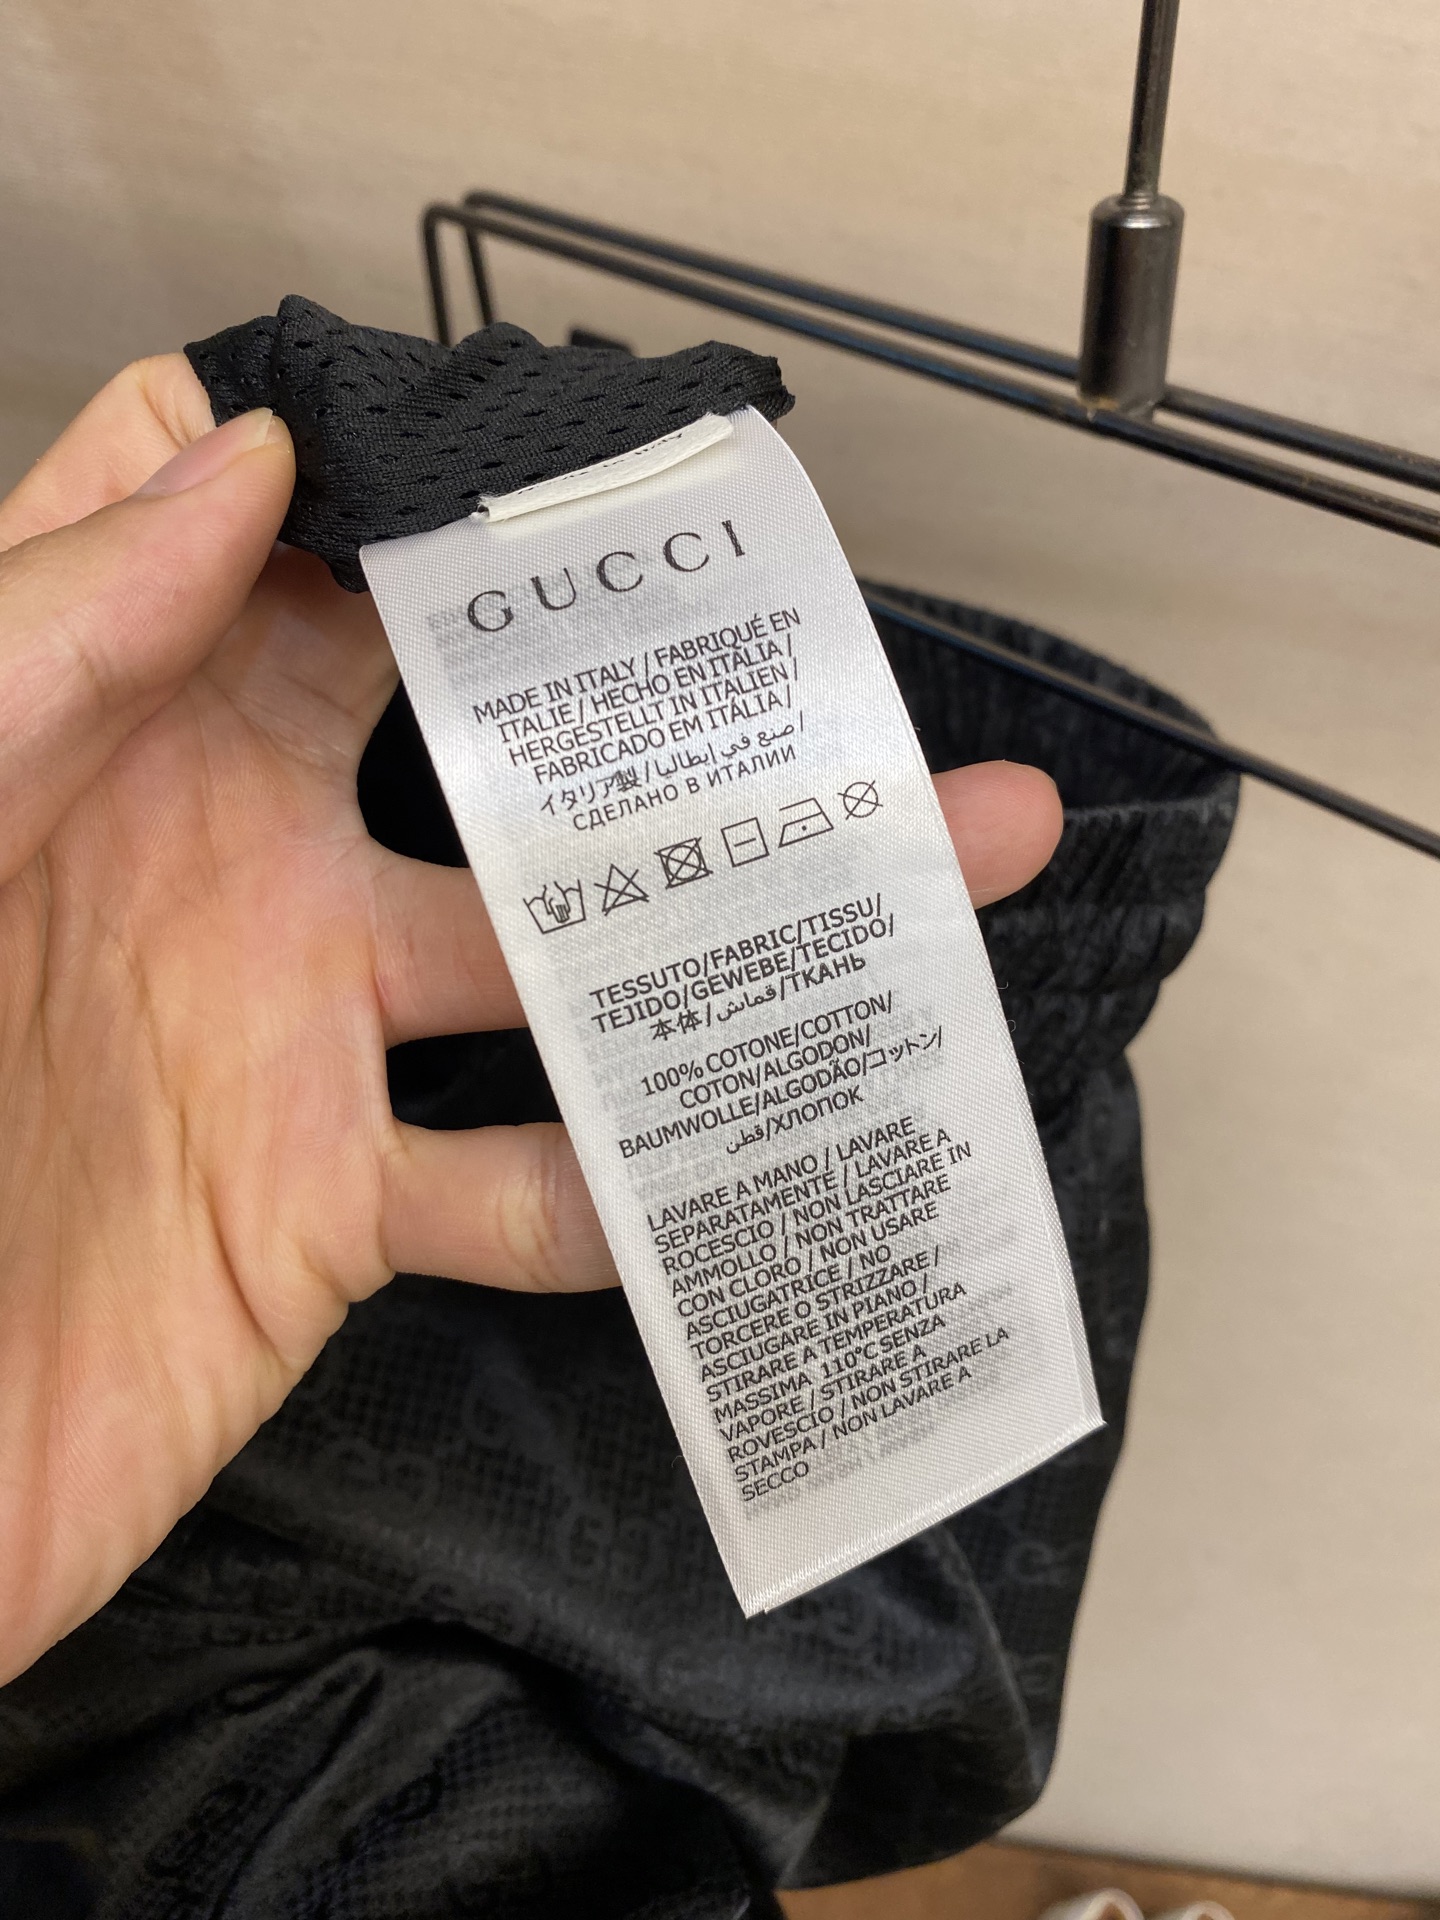 GUCCI
MADE IN ITALY / FABRIQUÉ EN
ITALIE / HECHO EN ITALIA /
HERGESTELLT IN ITALIEN /
FABRICADO EM ITÁLIA /
イタリア製 / صنع في إيطاليا /
СДЕЛАНО В ИТАЛИИ
TESSUTO/FABRIC/TISSU/
TEJIDO/GEWEBE/TECIDO/
本体/قماش/ТКАНЬ
100% COTONE/COTTON/
COTON/ALGODON/
BAUMWOLLE/ALGODÃO/コットン/
قطن/ХЛОПОК
LAVARE A MANO / LAVARE
SEPARATAMENTE / LAVARE A
ROCESCIO / NON LASCIARE IN
AMMOLLO / NON TRATTARE
CON CLORO / NON USARE
ASCIUGATRICE / NO
TORCERE O STRIZZARE /
ASCIUGARE IN PIANO /
STIRARE A TEMPERATURA
MASSIMA 110°C SENZA
VAPORE / STIRARE A
ROVESCIO / NON STIRARE LA
STAMPA / NON LAVARE A
SECCO